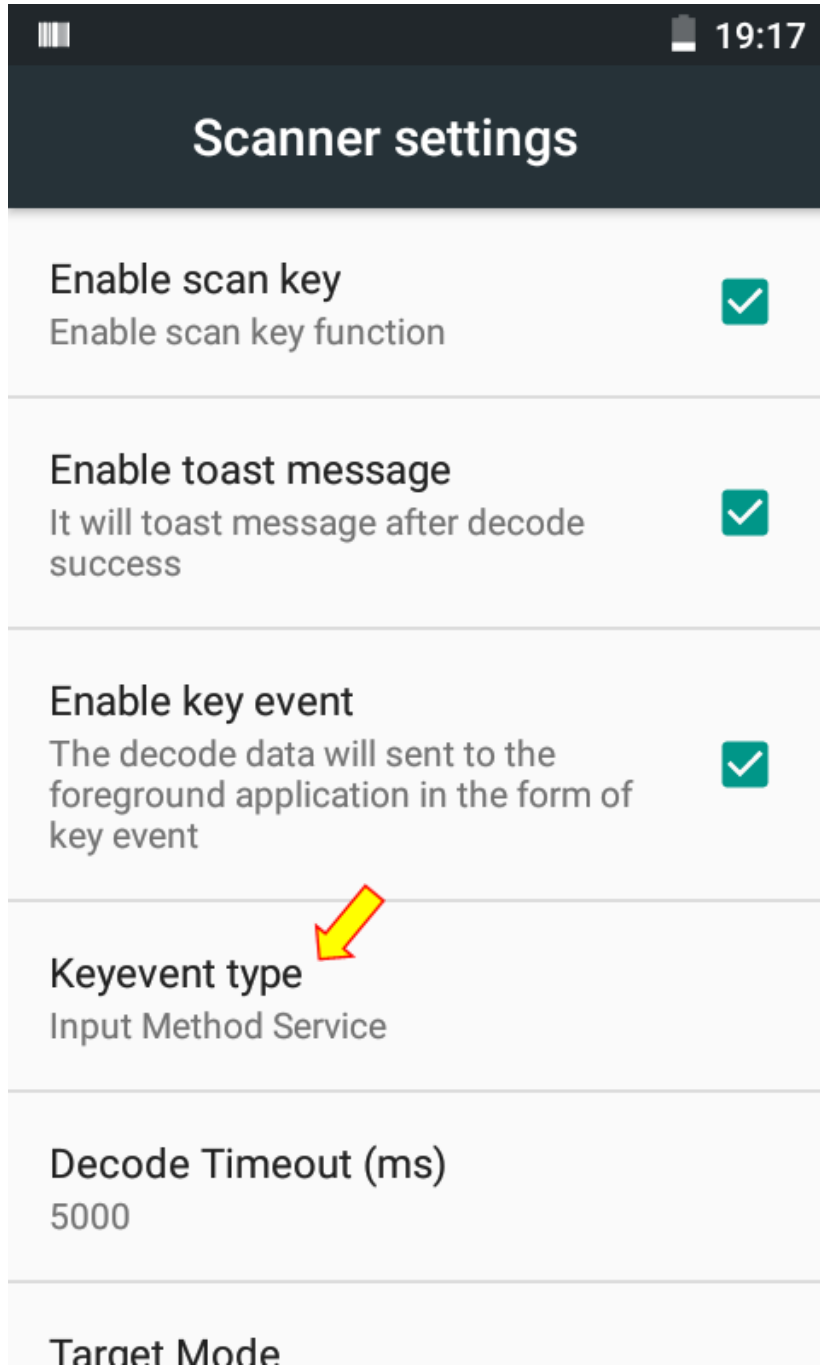 19:17
Scanner settings
Enable scan key
Enable scan key function
Enable toast message
It will toast message after decode
success
Enable key event
The decode data will sent to the
foreground application in the form of
key event
Keyevent type
Input Method Service
Decode Timeout (ms)
5000
Target Mode